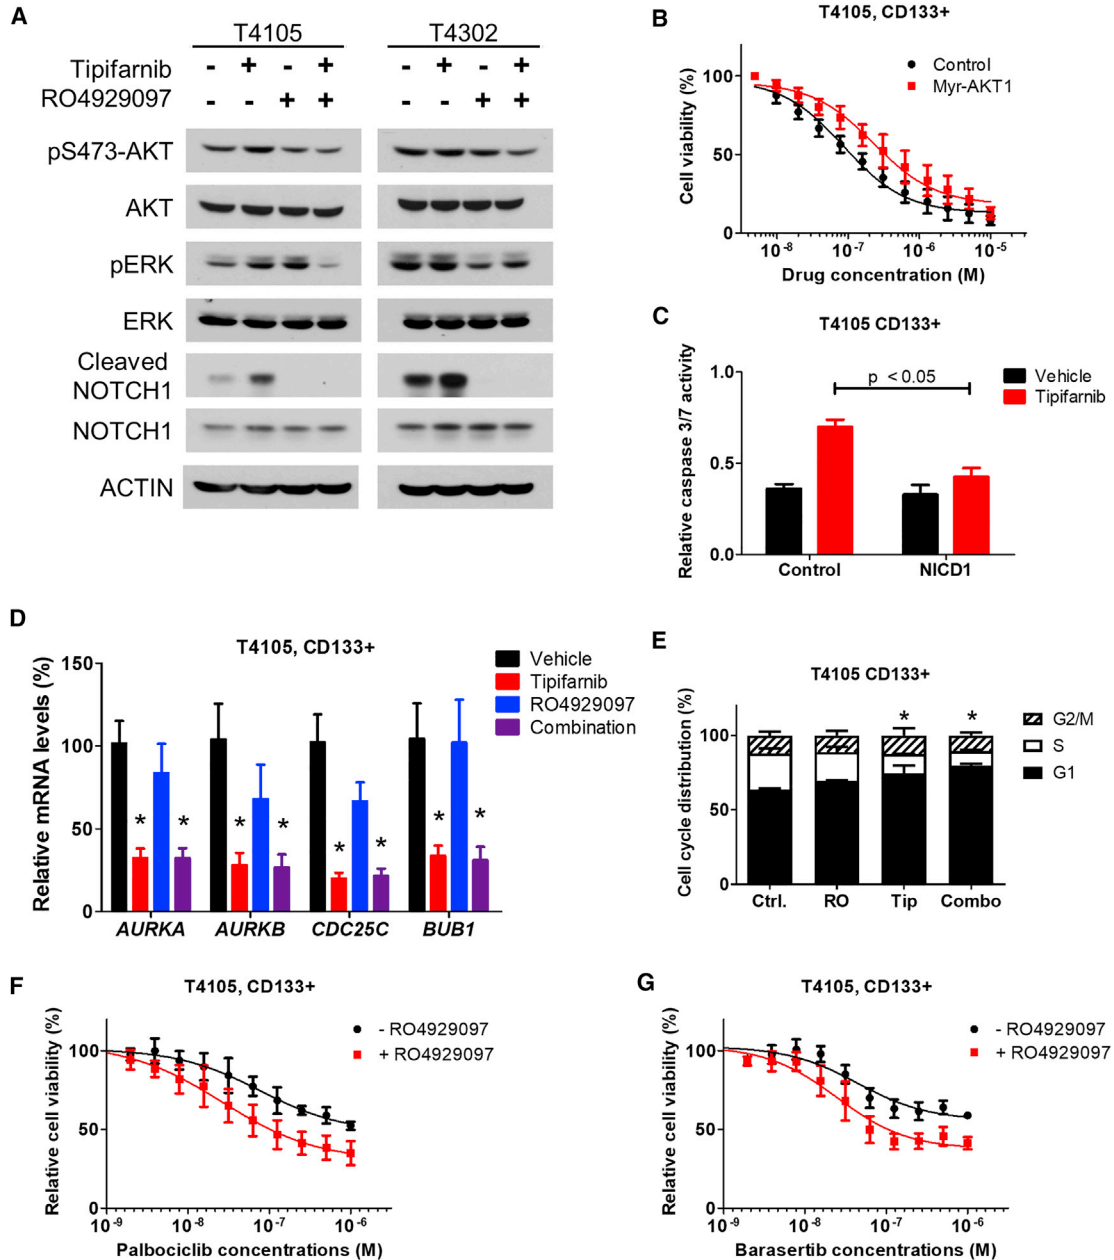 A
T4105
T4302
Tipifarnib - + - + - + - +
RO4929097 - - + + - - + +
pS473-AKT
AKT
pERK
ERK
Cleaved
NOTCH1
NOTCH1
ACTIN
B
T4105, CD133+
Control
Myr-AKT1
Cell viability (%)
100
50
0
10-8 10-7 10-6 10-5
Drug concentration (M)
C
T4105 CD133+
Vehicle
Tipifarnib
p < 0.05
Relative caspase 3/7 activity
1.0
0.5
0.0
Control NICD1
D
T4105, CD133+
Vehicle
Tipifarnib
RO4929097
Combination
Relative mRNA levels (%)
150
100
50
0
* * * * * * * *
AURKA AURKB CDC25C BUB1
E
T4105 CD133+
G2/M
S
G1
* *
Cell cycle distribution (%)
100
50
0
Ctrl. RO Tip Combo
F
T4105, CD133+
- RO4929097
+ RO4929097
Relative cell viability (%)
100
50
0
10-9 10-8 10-7 10-6
Palbociclib concentrations (M)
G
T4105, CD133+
- RO4929097
+ RO4929097
Relative cell viability (%)
100
50
0
10-9 10-8 10-7 10-6
Barasertib concentrations (M)